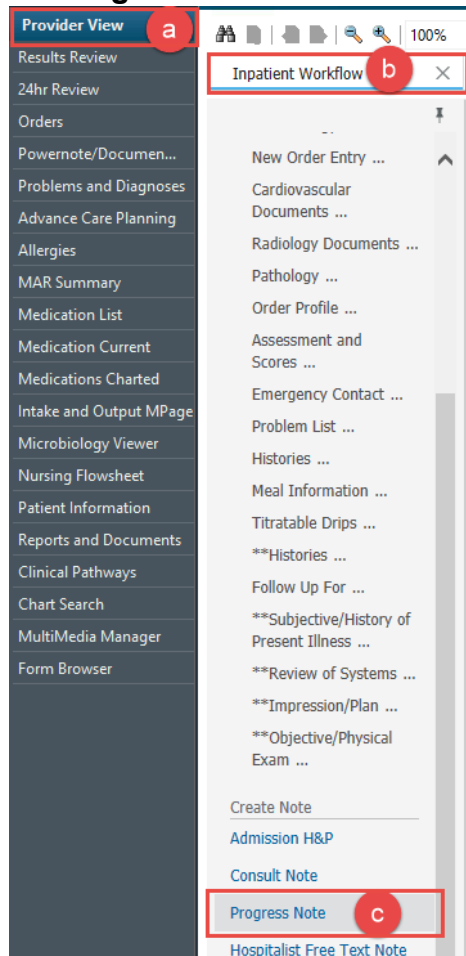 Provider View
a
Results Review
24hr Review
Orders
Powernote/Documen...
Problems and Diagnoses
Advance Care Planning
Allergies
MAR Summary
Medication List
Medication Current
Medications Charted
Intake and Output MPage
Microbiology Viewer
Nursing Flowsheet
Patient Information
Reports and Documents
Clinical Pathways
Chart Search
MultiMedia Manager
Form Browser
100%
Inpatient Workflow
b
New Order Entry ...
Cardiovascular
Documents ...
Radiology Documents ...
Pathology ...
Order Profile ...
Assessment and
Scores ...
Emergency Contact ...
Problem List ...
Histories ...
Meal Information ...
Titratable Drips ...
**Histories ...
Follow Up For ...
**Subjective/History of
Present Illness ...
**Review of Systems ...
**Impression/Plan ...
**Objective/Physical
Exam ...
Create Note
Admission H&P
Consult Note
Progress Note
c
Hospitalist Free Text Note